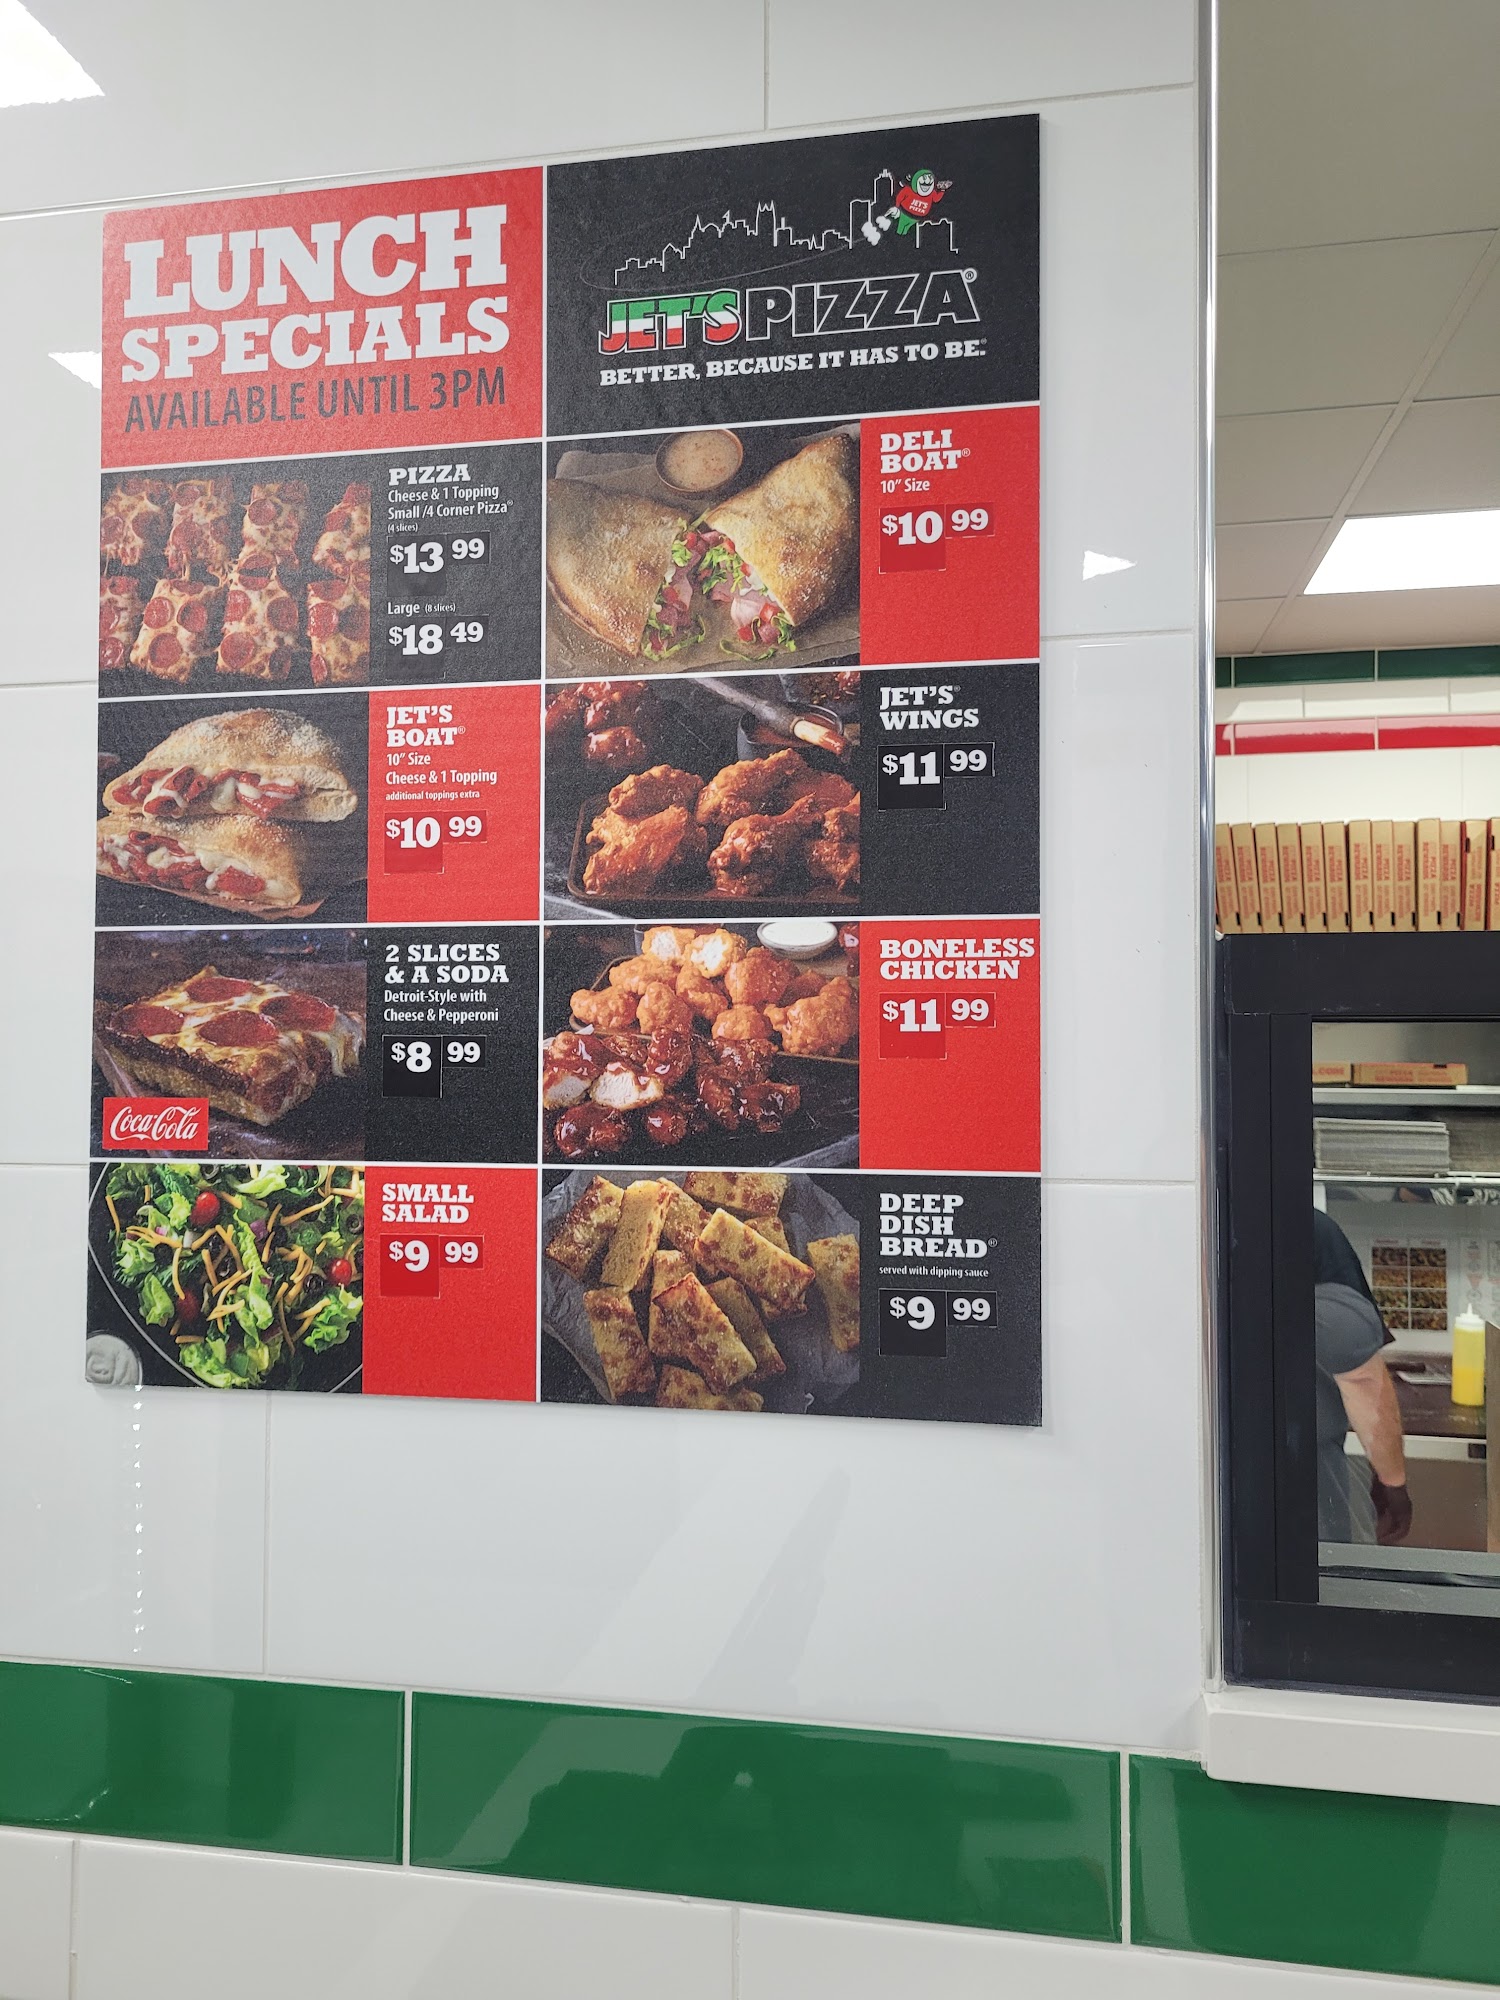 LUNCH
SPECIALS
AVAILABLE UNTIL 3PM
JET'S
PIZZA
JET'S PIZZA®
BETTER, BECAUSE IT HAS TO BE.®
PIZZA
Cheese & 1 Topping
Small /4 Corner Pizza®
(4 slices)
$13 99
Large (8 slices)
$18 49
DELI
BOAT®
10" Size
$10 99
JET'S
BOAT®
10" Size
Cheese & 1 Topping
additional toppings extra
$10 99
JET'S®
WINGS
$11 99
2 SLICES
& A SODA
Detroit-Style with
Cheese & Pepperoni
$8 99
Coca-Cola
BONELESS
CHICKEN
$11 99
SMALL
SALAD
$9 99
DEEP
DISH
BREAD®
served with dipping sauce
$9 99